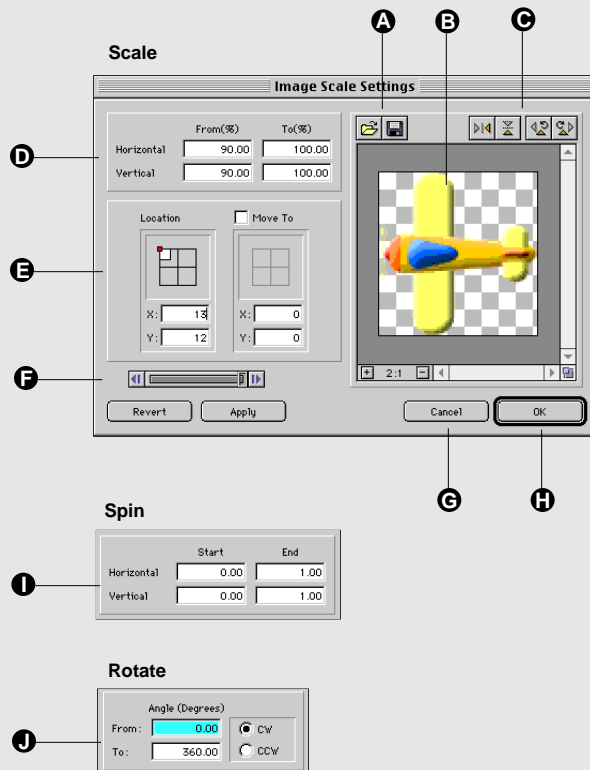 A B C
Scale
Image Scale Settings
D
From(%) To(%)
Horizontal 90.00 100.00
Vertical 90.00 100.00
E
Location Move To
X: 13 X: 0
Y: 12 Y: 0
F
2:1
Revert Apply Cancel OK
G H
Spin
Start End
I
Horizontal 0.00 1.00
Vertical 0.00 1.00
Rotate
Angle (Degrees)
From: 0.00 CW
J
To: 360.00 CCW